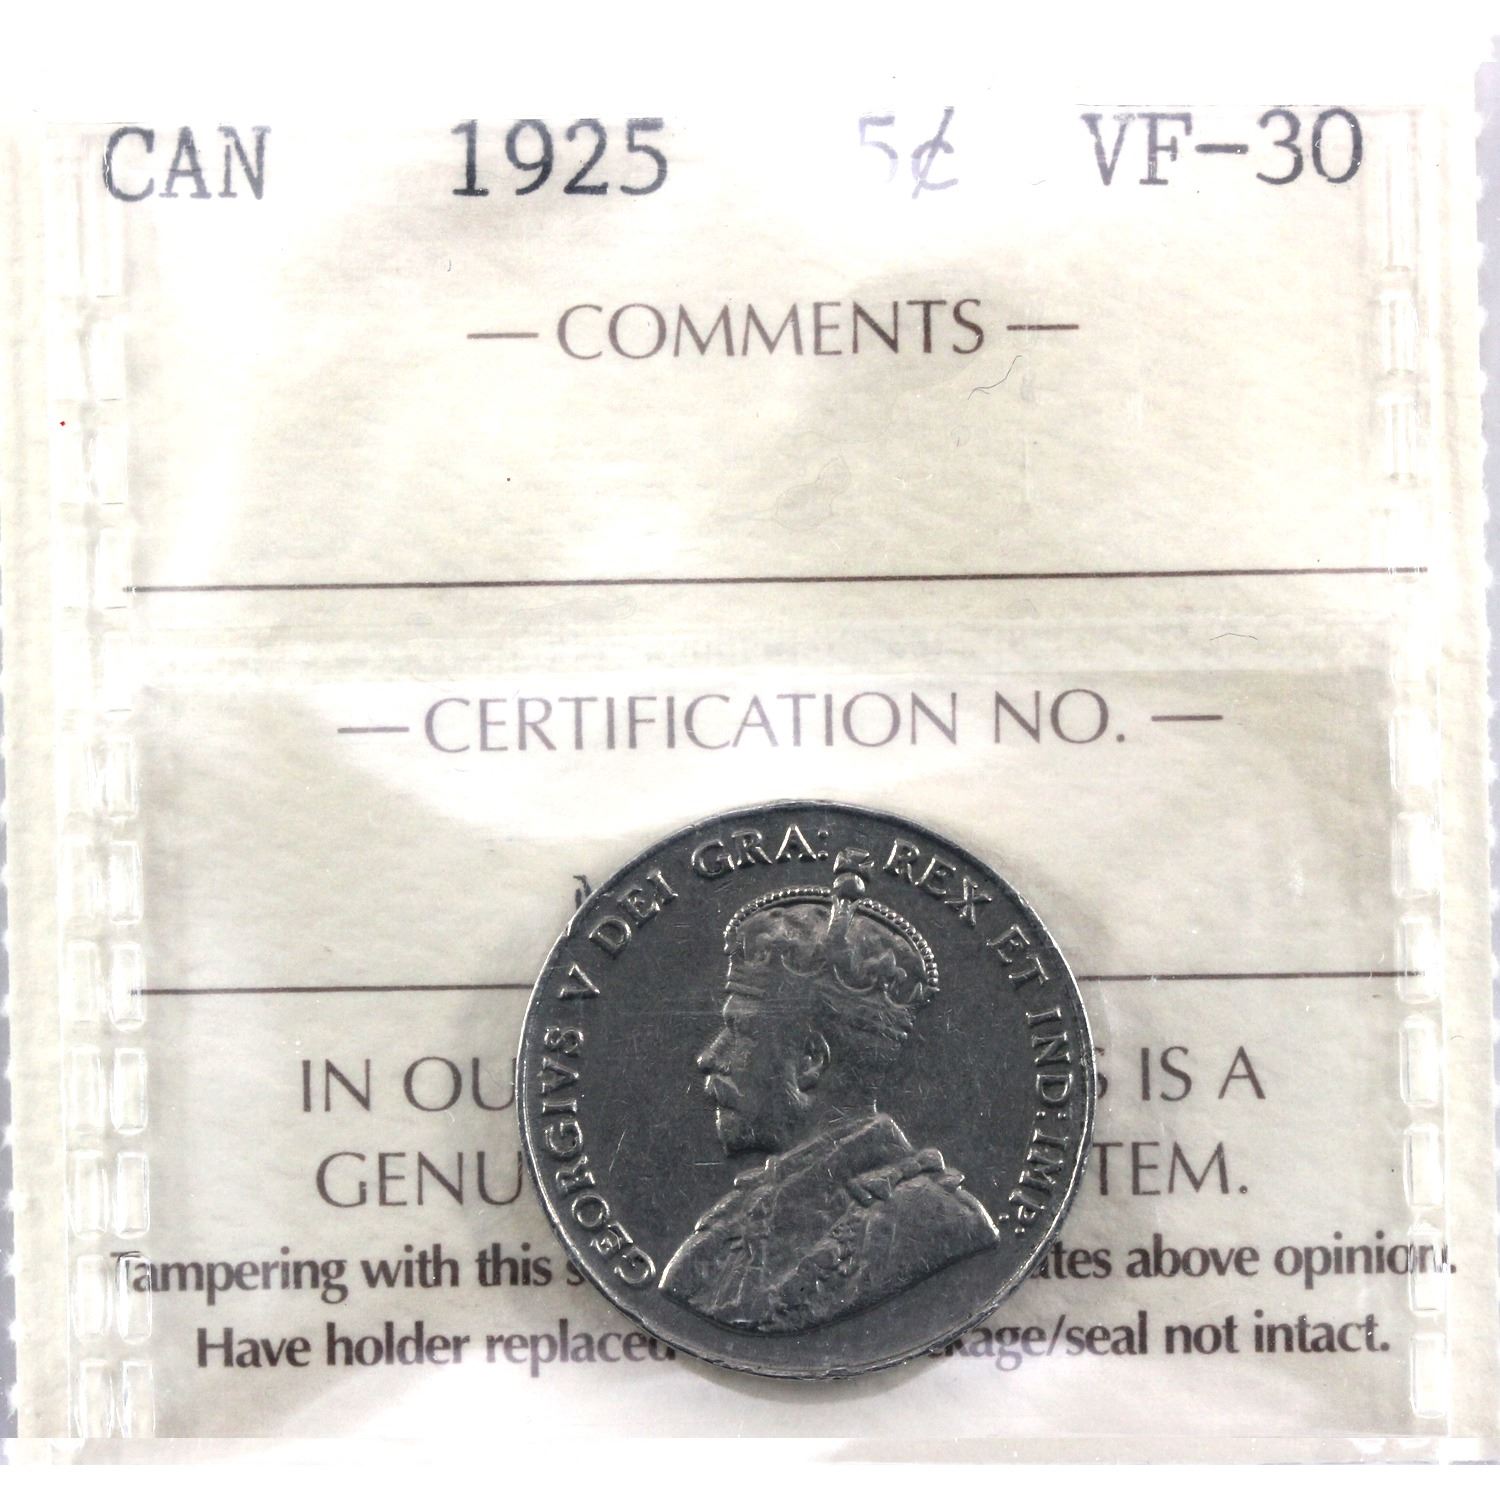 CAN 1925 5¢ VF-30
— COMMENTS —
— CERTIFICATION NO. —
GEORGIVS V DEI GRA: REX ET IND: IMP:
IN OU S IS A
GENU TEM.
Tampering with this s ates above opinion.
Have holder replaced kage/seal not intact.